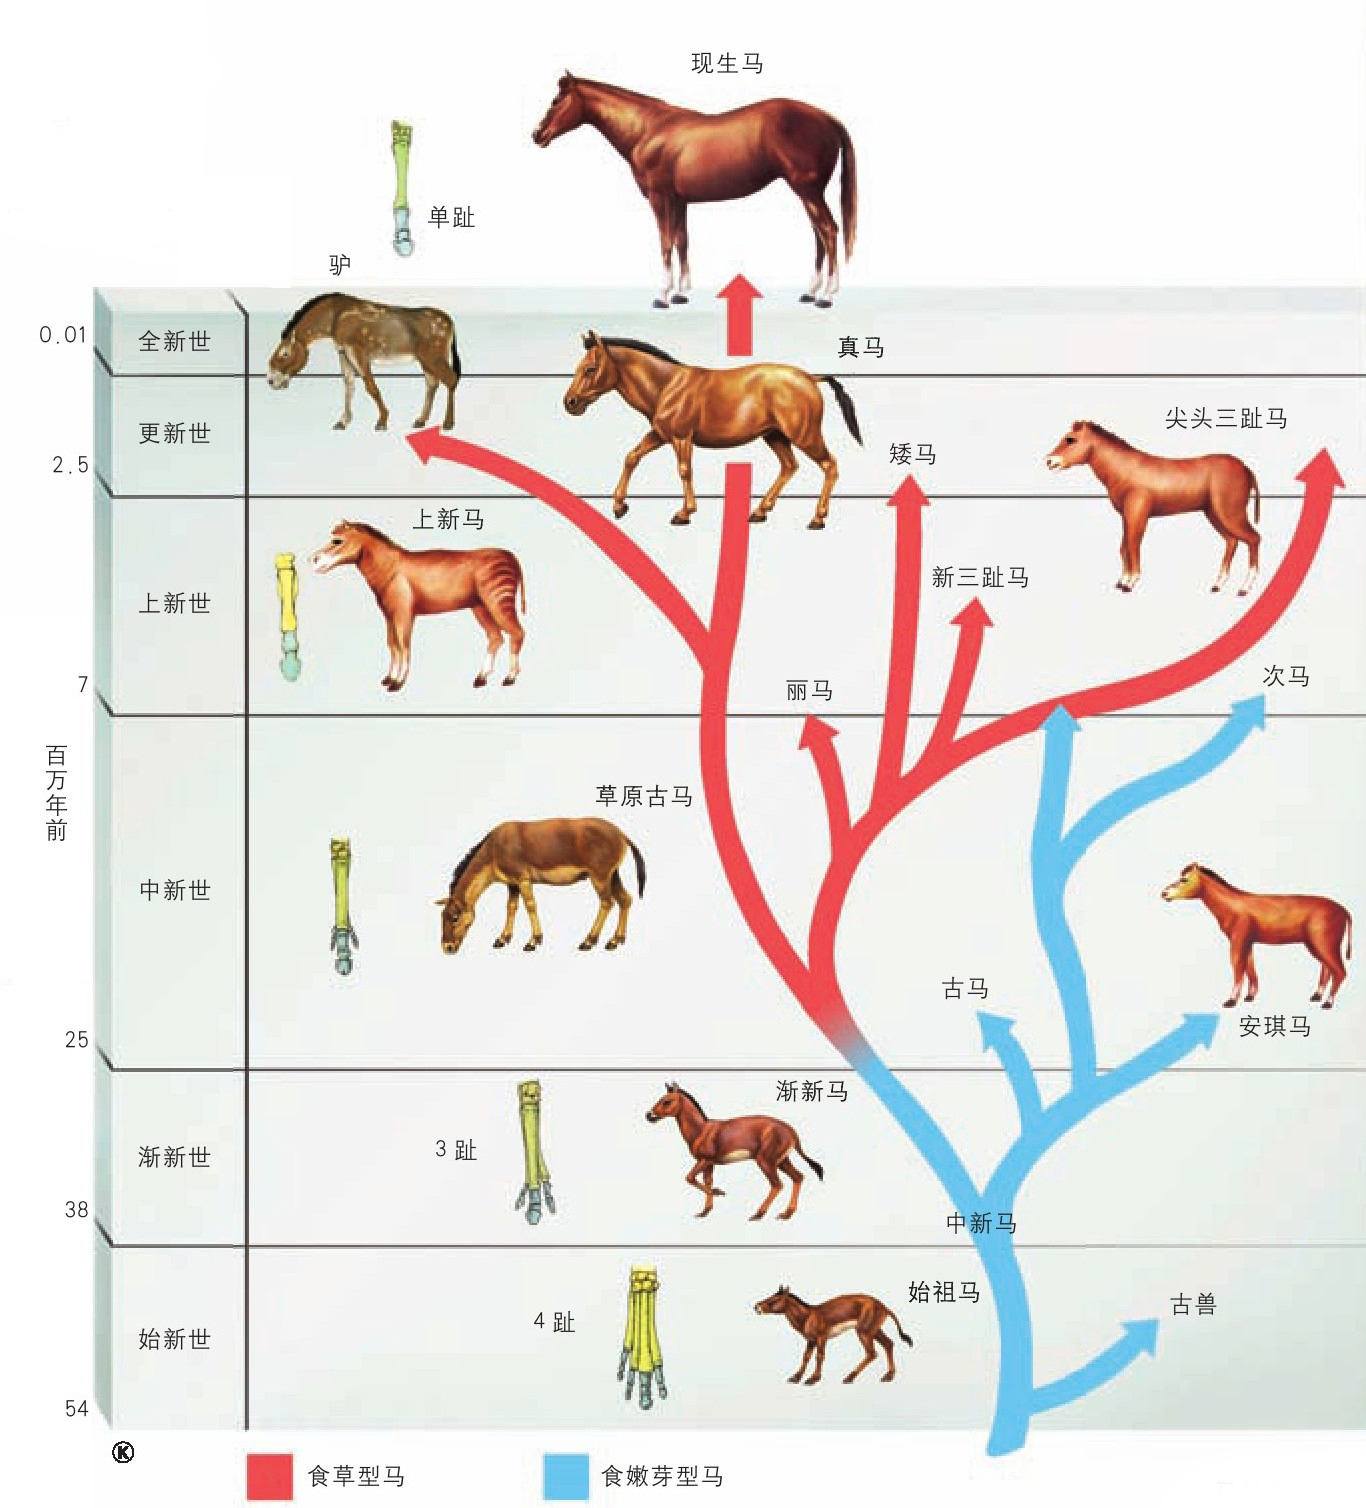 现生马
单趾
驴
0.01
全新世
真马
更新世
尖头三趾马
矮马
2.5
上新马
新三趾马
上新世
7
丽马
次马
百万年前
草原古马
中新世
古马
25
安琪马
渐新马
3 趾
渐新世
38
中新马
始祖马
古兽
4 趾
始新世
54
Ⓚ
食草型马
食嫩芽型马